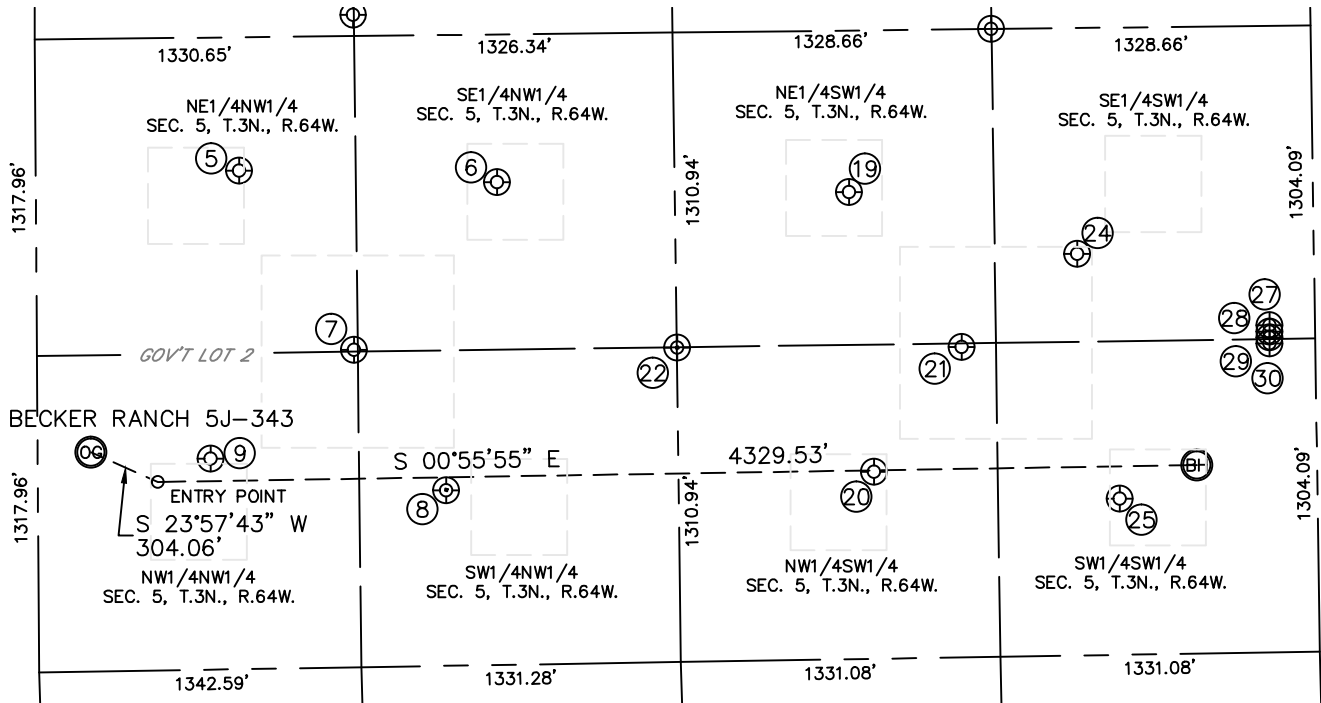 1330.65'
1326.34'
1328.66'
1328.66'
NE1/4NW1/4
SEC. 5, T.3N., R.64W.
SE1/4NW1/4
SEC. 5, T.3N., R.64W.
NE1/4SW1/4
SEC. 5, T.3N., R.64W.
SE1/4SW1/4
SEC. 5, T.3N., R.64W.
5
6
19
1317.96'
1310.94'
1304.09'
24
27
28
7
GOV'T LOT 2
22
21
29
30
BECKER RANCH 5J-343
OG
9
S 00°55'55" E
4329.53'
BH
ENTRY POINT
8
20
25
S 23°57'43" W
304.06'
1317.96'
1310.94'
1304.09'
NW1/4NW1/4
SEC. 5, T.3N., R.64W.
SW1/4NW1/4
SEC. 5, T.3N., R.64W.
NW1/4SW1/4
SEC. 5, T.3N., R.64W.
SW1/4SW1/4
SEC. 5, T.3N., R.64W.
1342.59'
1331.28'
1331.08'
1331.08'